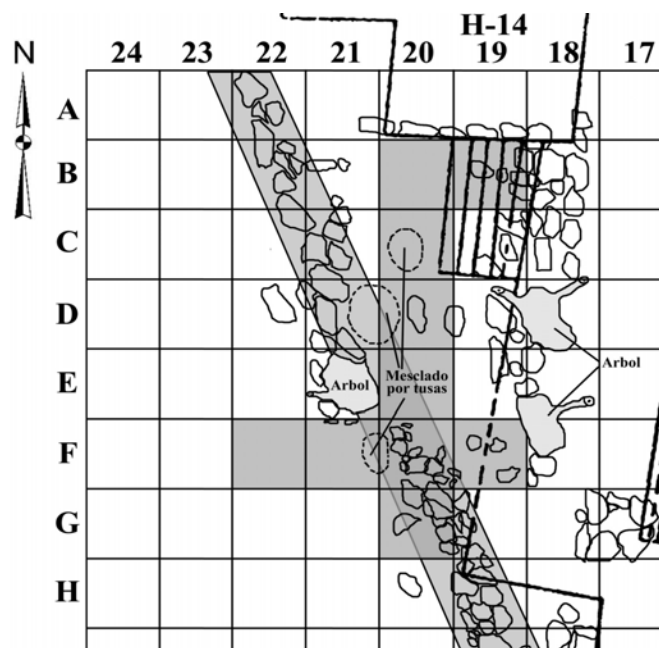 H-14
N
24 23 22 21 20 19 18 17
A
B
C
D
E
F
G
H
Arbol
Mesclado
por tusas
Arbol